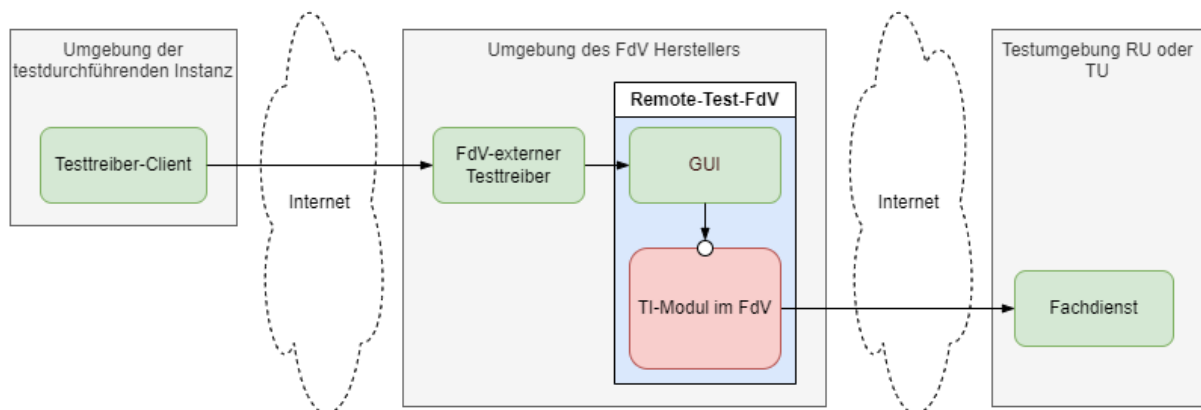 Umgebung der
testdurchführenden Instanz
Testtreiber-Client
Internet
Umgebung des FdV Herstellers
Remote-Test-FdV
FdV-externer
Testtreiber
GUI
TI-Modul im FdV
Internet
Testumgebung RU oder
TU
Fachdienst